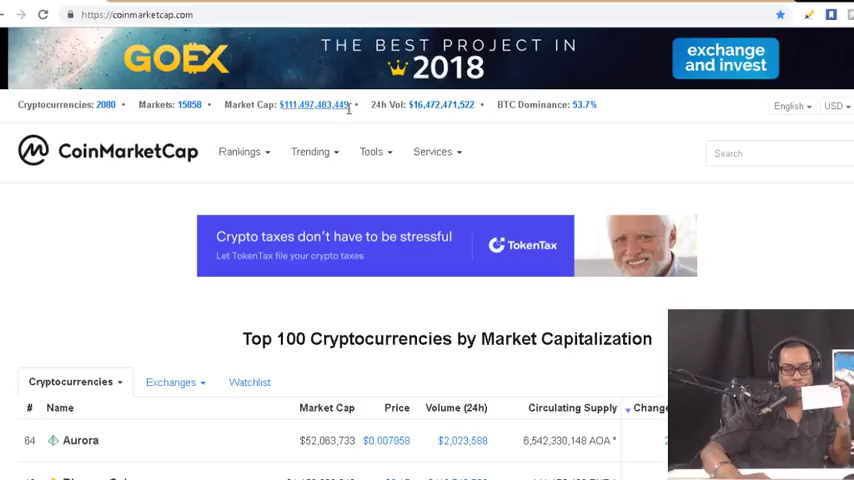 https://coinmarketcap.com
GOEX
THE BEST PROJECT IN
2018
exchange
and invest
Cryptocurrencies: 2080 • Markets: 15858 • Market Cap: $111,497,483,449 • 24h Vol: $16,472,471,522 • BTC Dominance: 53.7%
English USD
CoinMarketCap Rankings Trending Tools Services Search
Crypto taxes don't have to be stressful
Let TokenTax file your crypto taxes
TokenTax
Top 100 Cryptocurrencies by Market Capitalization
Cryptocurrencies Exchanges Watchlist
# Name Market Cap Price Volume (24h) Circulating Supply Change
64 Aurora $52,063,733 $0.007958 $2,023,588 6,542,330,148 AOA *